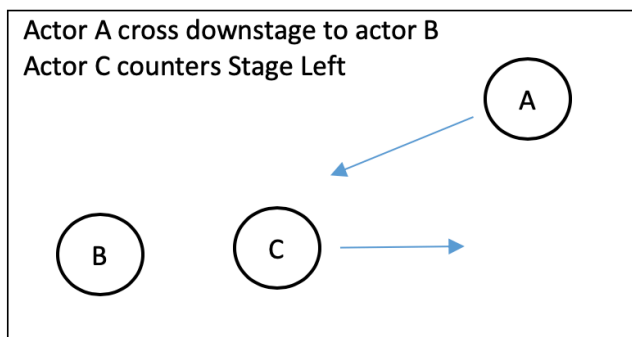 Actor A cross downstage to actor B
Actor C counters Stage Left
A
B
C